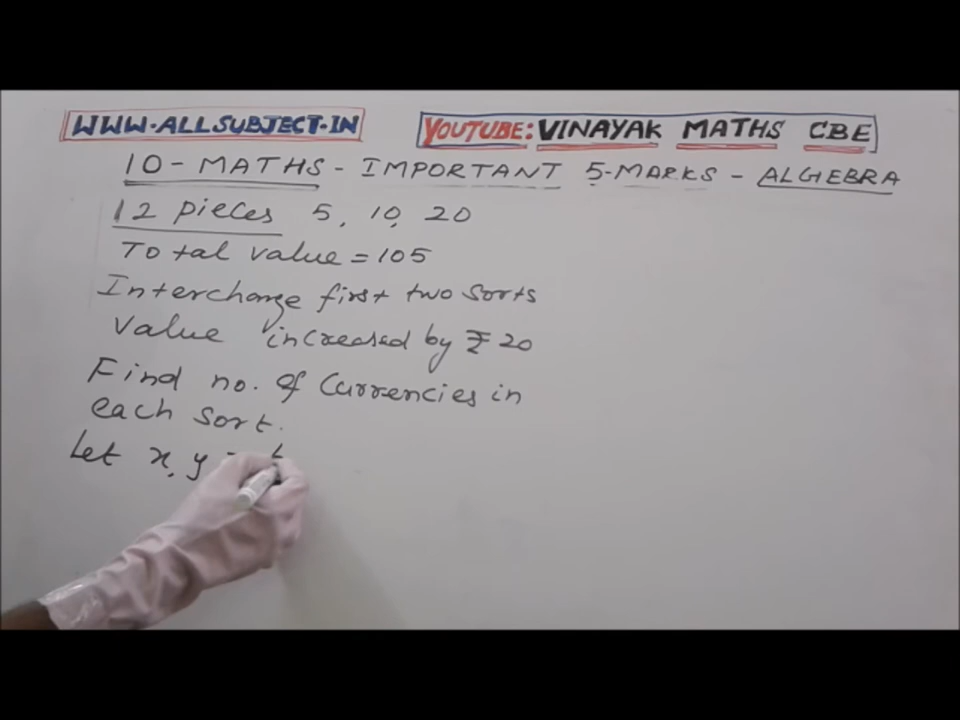 WWW.ALLSUBJECT.IN
YOUTUBE: VINAYAK MATHS CBE
10 - MATHS - IMPORTANT 5-MARKS - ALGEBRA
12 pieces 5, 10, 20
Total value = 105
Interchange first two sorts
Value increased by ₹ 20
Find no. of Currencies in
each sort.
Let x, y